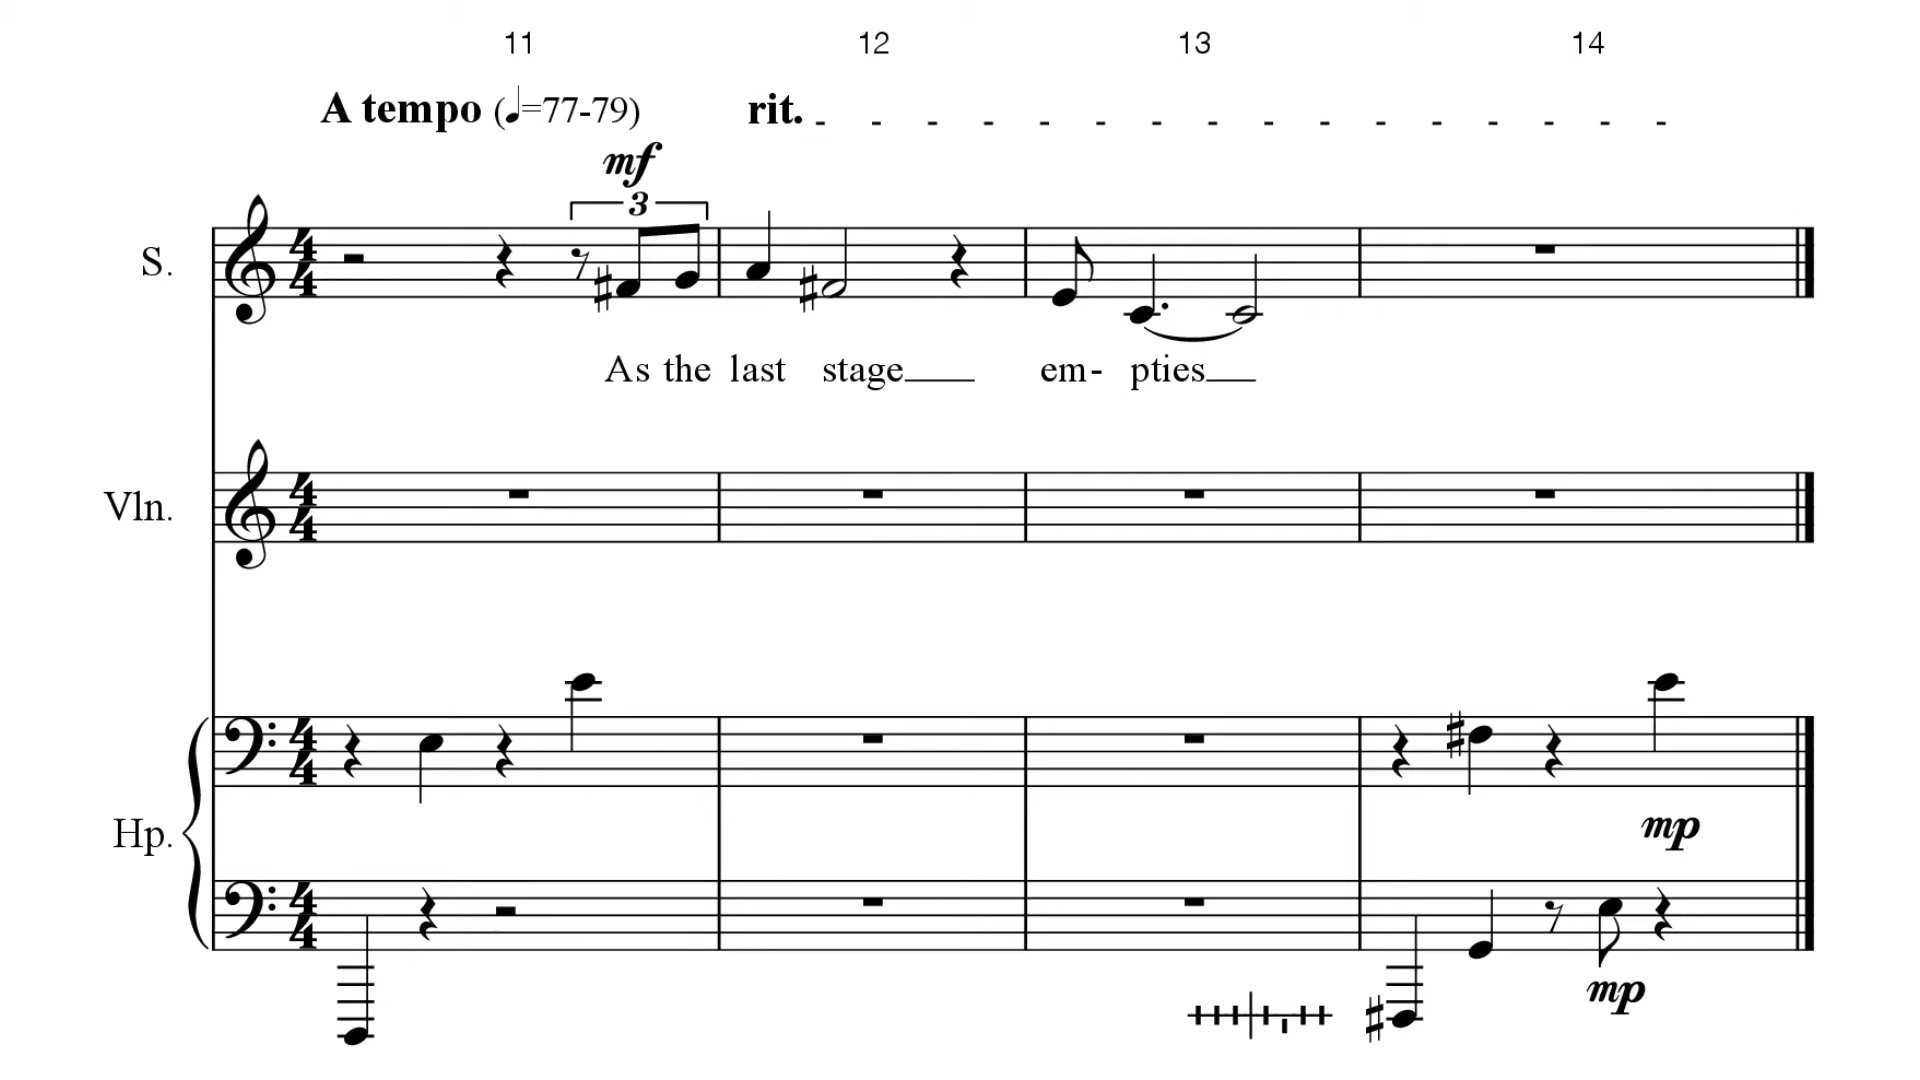 11 12 13 14
A tempo (♩=77-79) rit.
mf
3
S.
As the last stage em- pties
Vln.
Hp.
mp
mp